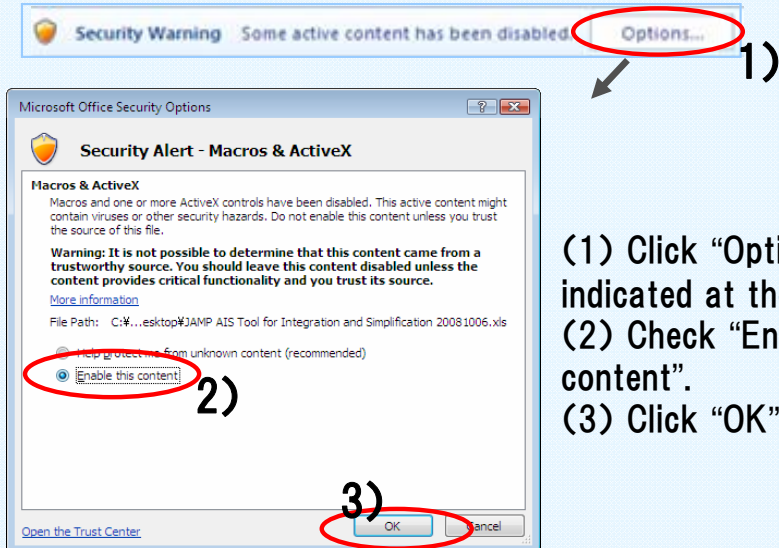 Security Warning Some active content has been disabled. Options...
1)
Microsoft Office Security Options
Security Alert - Macros & ActiveX
Macros & ActiveX
Macros and one or more ActiveX controls have been disabled. This active content might
contain viruses or other security hazards. Do not enable this content unless you trust
the source of this file.
Warning: It is not possible to determine that this content came from a
trustworthy source. You should leave this content disabled unless the
content provides critical functionality and you trust its source.
More information
File Path: C:¥...esktop¥JAMP AIS Tool for Integration and Simplification 20081006.xls
Help protect me from unknown content (recommended)
Enable this content
2)
3)
OK Cancel
Open the Trust Center
(1) Click “Opti
indicated at th
(2) Check “En
content”.
(3) Click “OK”